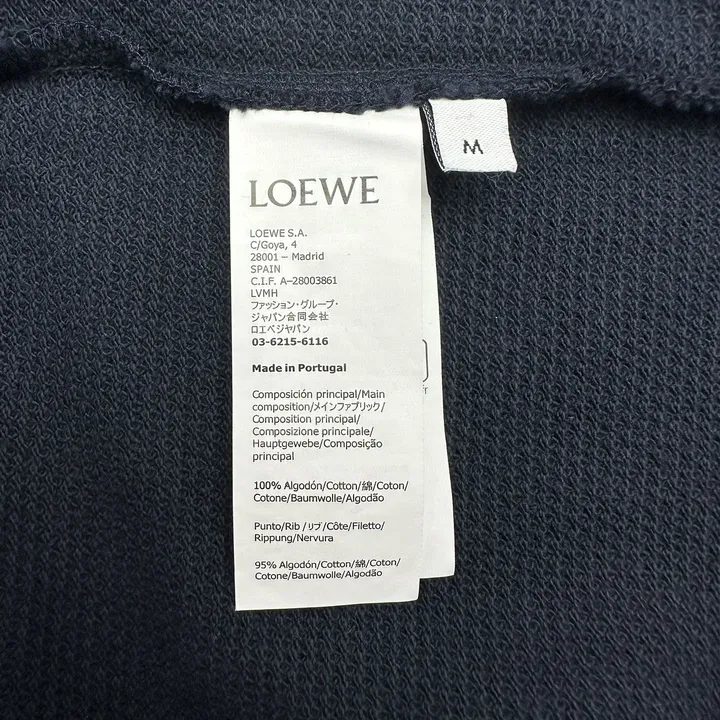 M
LOEWE
LOEWE S.A.
C/Goya, 4
28001 – Madrid
SPAIN
C.I.F. A–28003861
LVMH
ファッション・グループ・
ジャパン合同会社
ロエベジャパン
03-6215-6116
Made in Portugal
Composición principal/Main
composition/メインファブリック/
Composition principal/
Composizione principale/
Hauptgewebe/Composição
principal
100% Algodón/Cotton/綿/Coton/
Cotone/Baumwolle/Algodão
Punto/Rib /リブ/Côte/Filetto/
Rippung/Nervura
95% Algodón/Cotton/綿/Coton/
Cotone/Baumwolle/Algodão